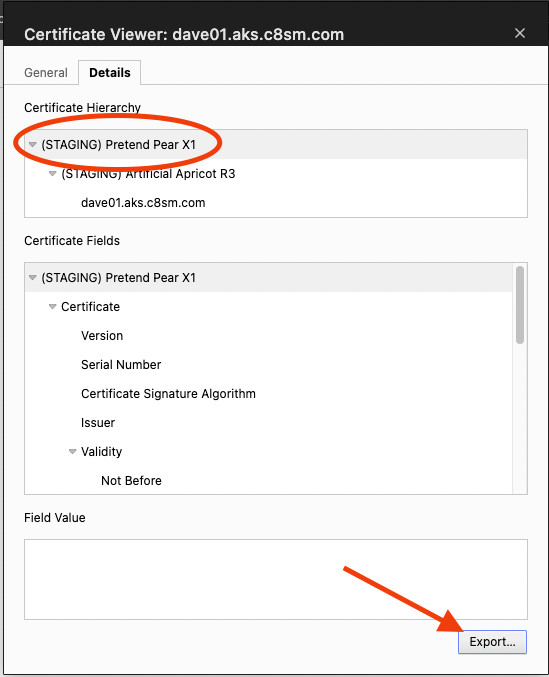 Certificate Viewer: dave01.aks.c8sm.com
General Details
Certificate Hierarchy
(STAGING) Pretend Pear X1
(STAGING) Artificial Apricot R3
dave01.aks.c8sm.com
Certificate Fields
(STAGING) Pretend Pear X1
Certificate
Version
Serial Number
Certificate Signature Algorithm
Issuer
Validity
Not Before
Field Value
Export...